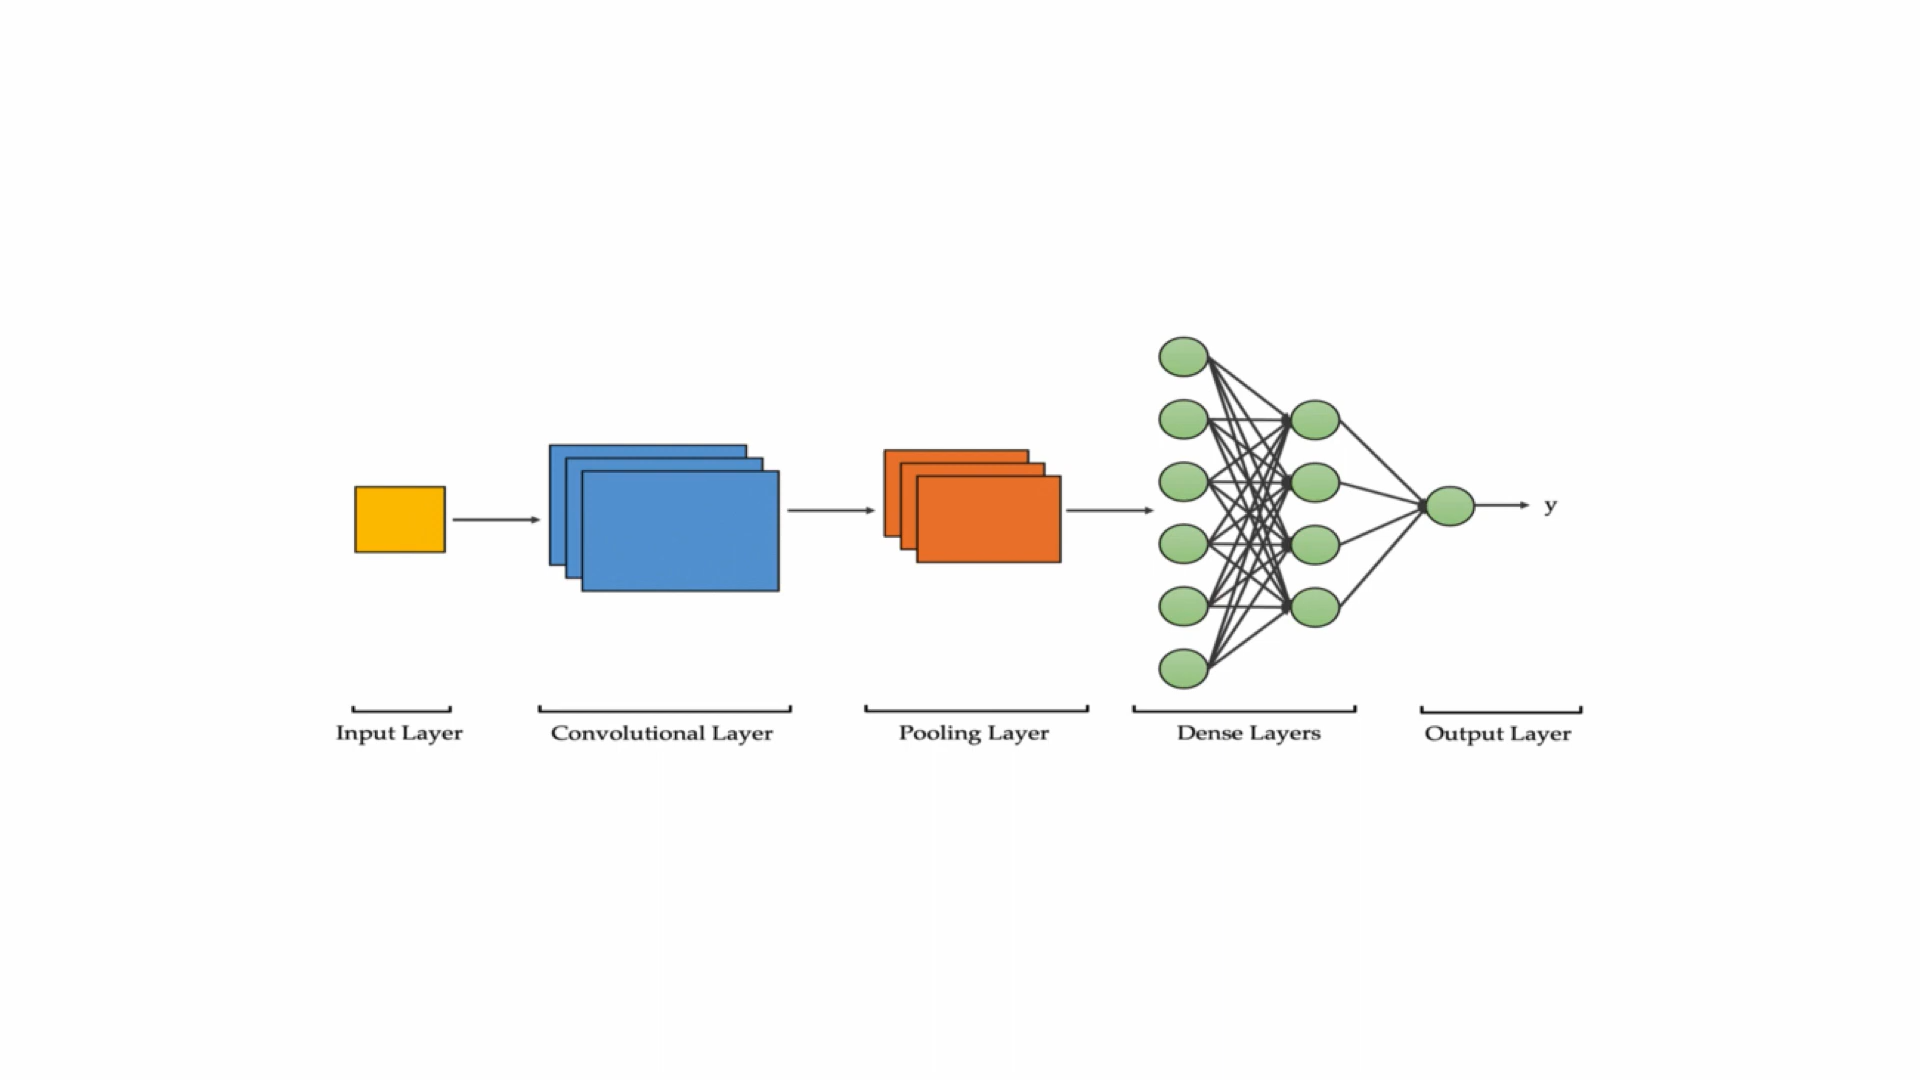 y
Input Layer
Convolutional Layer
Pooling Layer
Dense Layers
Output Layer